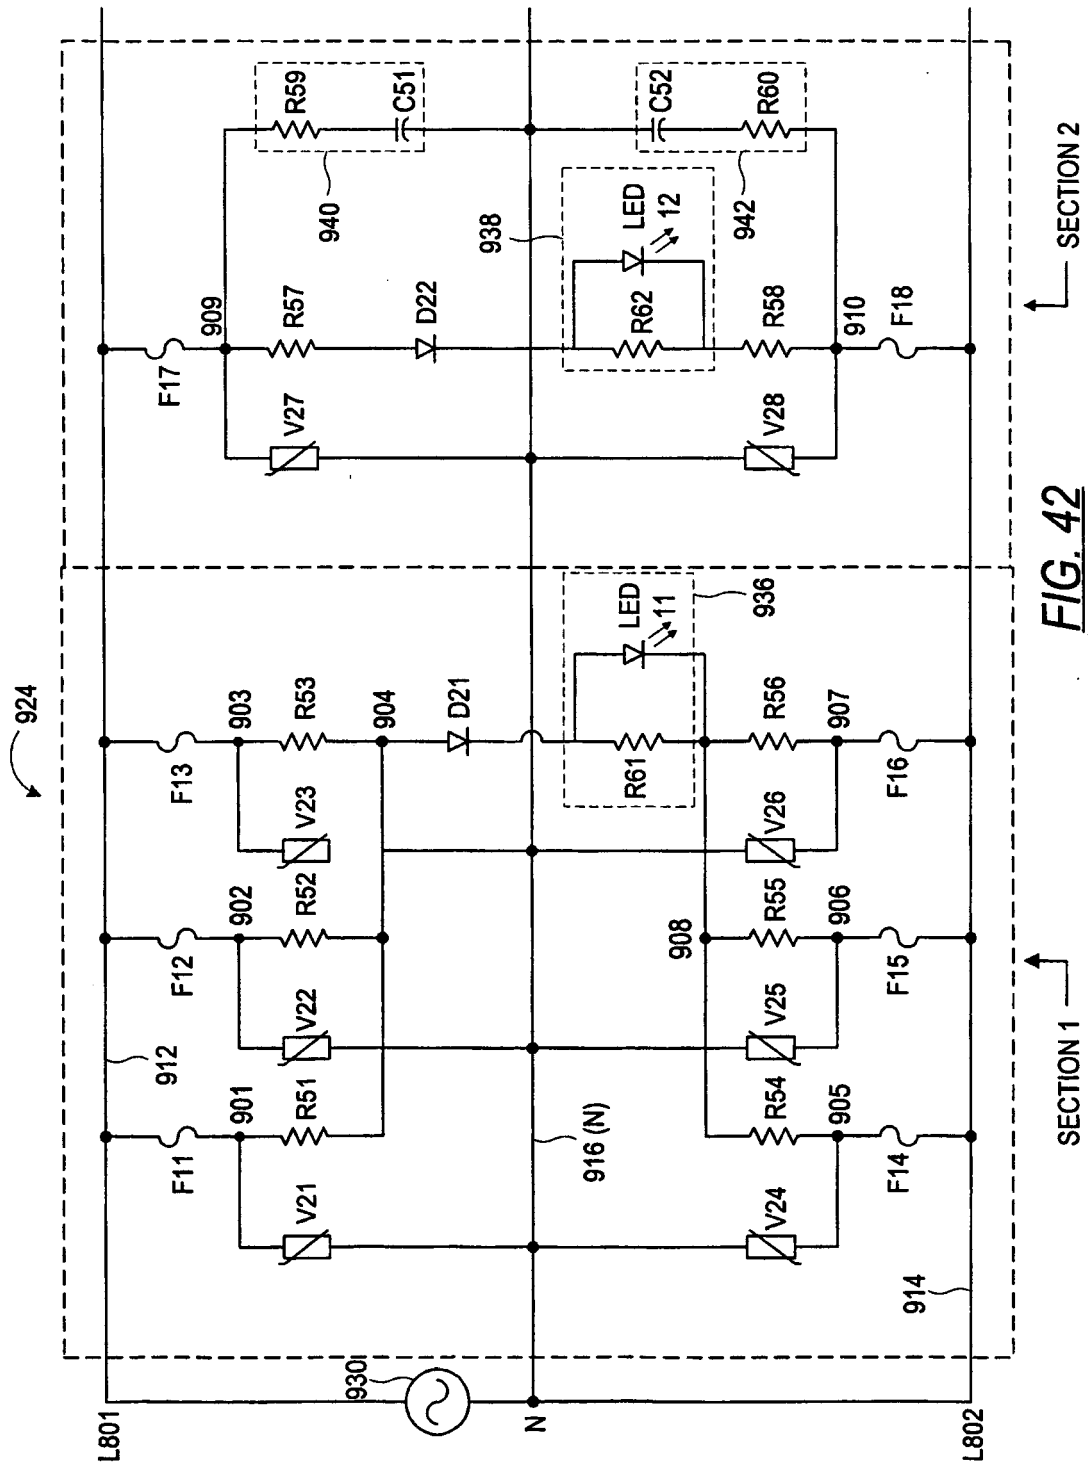 924
L801
930
N
L802
912
914
916 (N)
F11
901
R51
V21
F12
902
R52
V22
F13
903
R53
V23
904
D21
LED
11
R61
936
908
R54
V24
905
F14
R55
V25
906
F15
R56
V26
907
F16
F17
909
R57
V27
D22
R59
C51
940
938
LED
12
R62
R58
V28
910
F18
C52
R60
942
SECTION 1
SECTION 2
FIG. 42